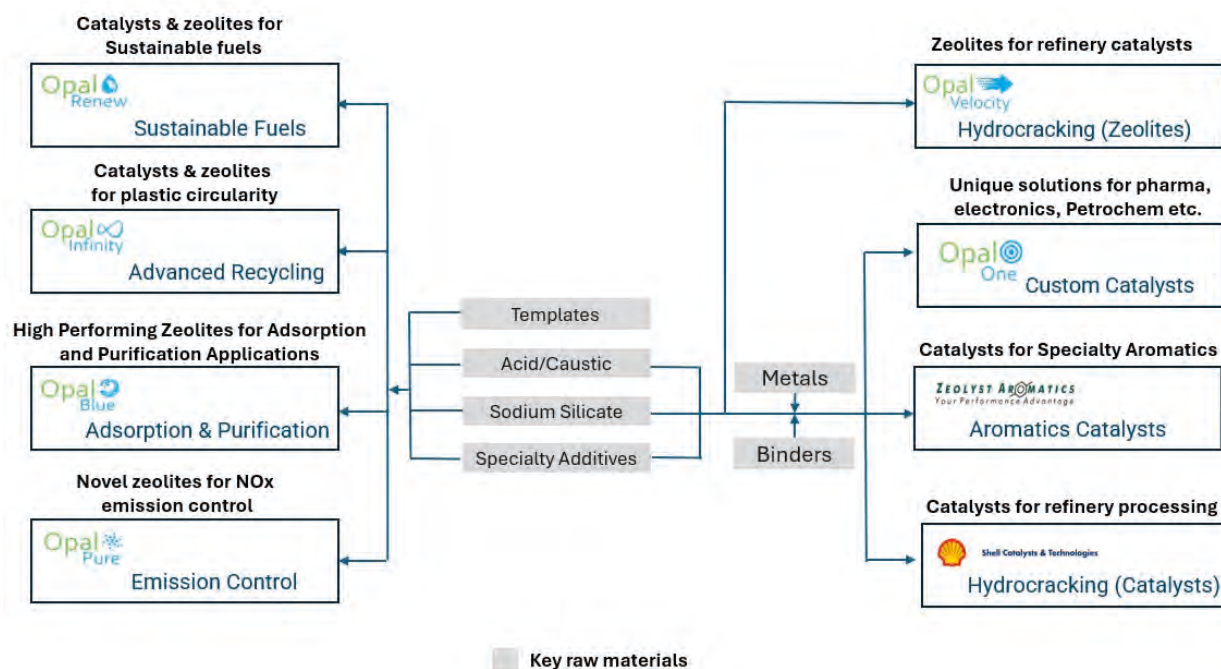 Catalysts & zeolites for
Sustainable fuels
Opal
Renew
Sustainable Fuels
Catalysts & zeolites
for plastic circularity
Opal
Infinity
Advanced Recycling
High Performing Zeolites for Adsorption
and Purification Applications
Opal
Blue
Adsorption & Purification
Novel zeolites for NOx
emission control
Opal
Pure
Emission Control
Templates
Acid/Caustic
Sodium Silicate
Specialty Additives
Metals
Binders
Zeolites for refinery catalysts
Opal
Velocity
Hydrocracking (Zeolites)
Unique solutions for pharma,
electronics, Petrochem etc.
Opal
One
Custom Catalysts
Catalysts for Specialty Aromatics
ZEOLYST AROMATICS
Your Performance Advantage
Aromatics Catalysts
Catalysts for refinery processing
Shell Catalysts & Technologies
Hydrocracking (Catalysts)
Key raw materials